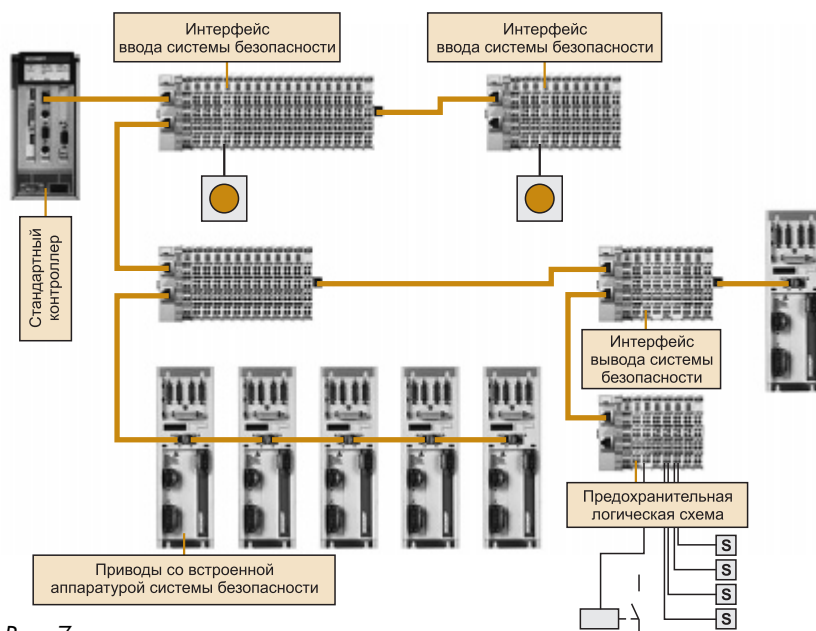 Интерфейс
ввода системы безопасности
Интерфейс
ввода системы безопасности
Стандартный
контроллер
Интерфейс
вывода системы
безопасности
Предохранительная
логическая схема
Приводы со встроенной
аппаратурой системы безопасности
S
S
S
S